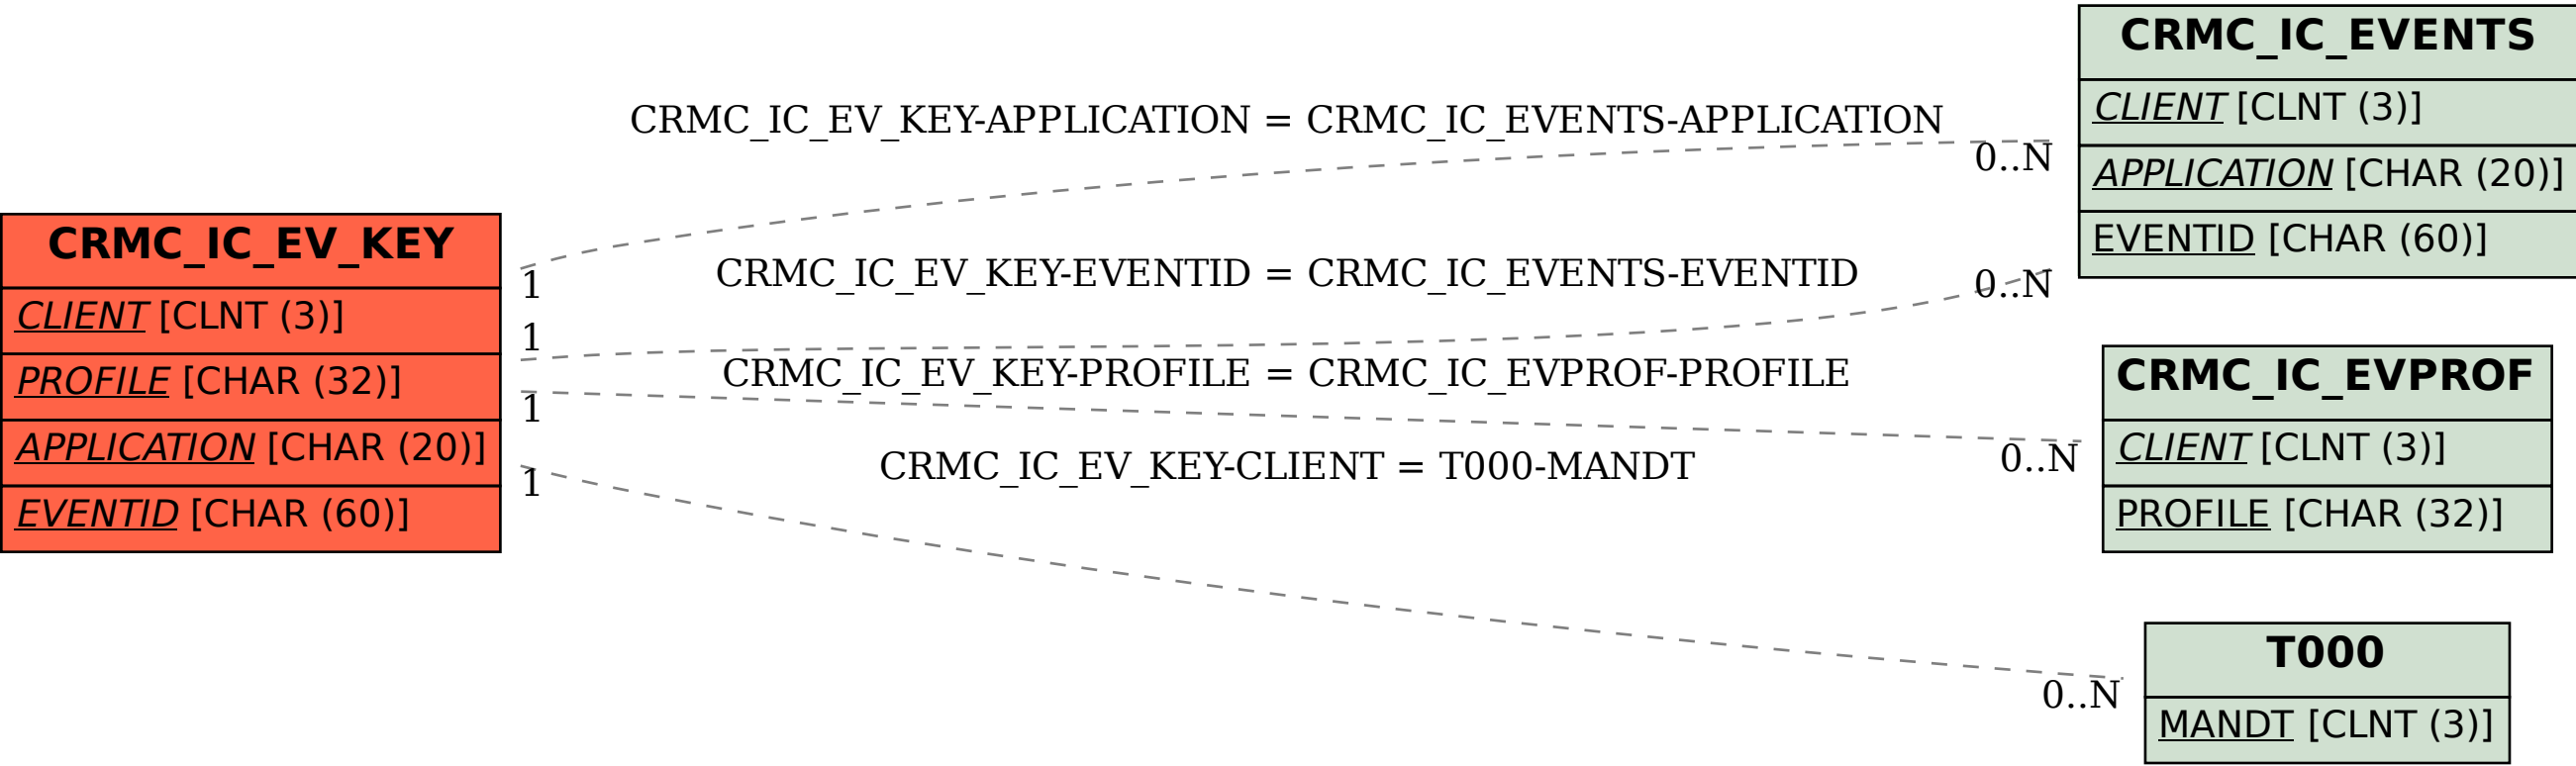 CRMC_IC_EV_KEY
CLIENT [CLNT (3)]
PROFILE [CHAR (32)]
APPLICATION [CHAR (20)]
EVENTID [CHAR (60)]
CRMC_IC_EV_KEY-APPLICATION = CRMC_IC_EVENTS-APPLICATION
1
0..N
CRMC_IC_EV_KEY-EVENTID = CRMC_IC_EVENTS-EVENTID
1
0..N
CRMC_IC_EV_KEY-PROFILE = CRMC_IC_EVPROF-PROFILE
1
0..N
CRMC_IC_EV_KEY-CLIENT = T000-MANDT
1
0..N
CRMC_IC_EVENTS
CLIENT [CLNT (3)]
APPLICATION [CHAR (20)]
EVENTID [CHAR (60)]
CRMC_IC_EVPROF
CLIENT [CLNT (3)]
PROFILE [CHAR (32)]
T000
MANDT [CLNT (3)]